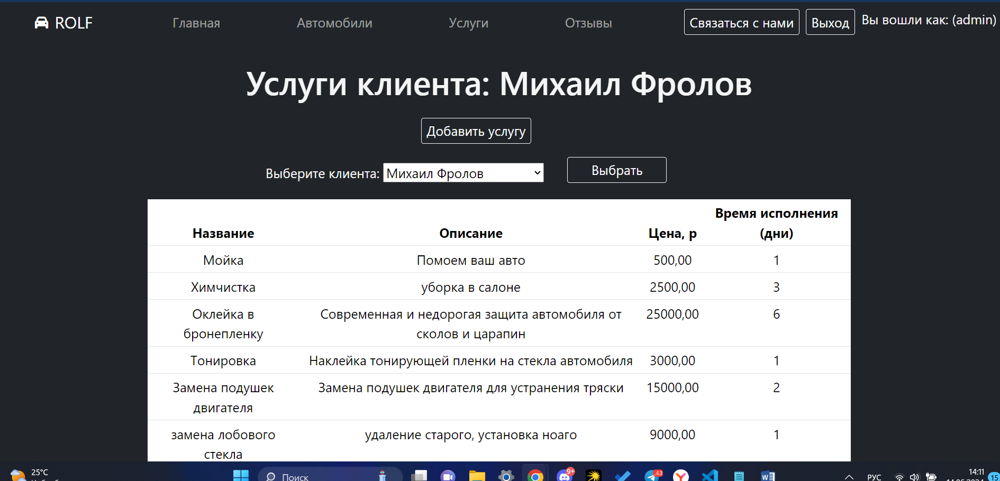 ROLF
Главная
Автомобили
Услуги
Отзывы
Связаться с нами
Выход
Вы вошли как: (admin)
Услуги клиента: Михаил Фролов
Добавить услугу
Выберите клиента: Михаил Фролов
Выбрать
Название
Описание
Цена, р
Время исполнения
(дни)
Мойка
Помоем ваш авто
500,00
1
Химчистка
уборка в салоне
2500,00
3
Оклейка в
бронепленку
Современная и недорогая защита автомобиля от
сколов и царапин
25000,00
6
Тонировка
Наклейка тонирующей пленки на стекла автомобиля
3000,00
1
Замена подушек
двигателя
Замена подушек двигателя для устранения тряски
15000,00
2
замена лобового
стекла
удаление старого, установка ноаго
9000,00
1
25°C
Поиск
9+
63
РУС
14:11
15